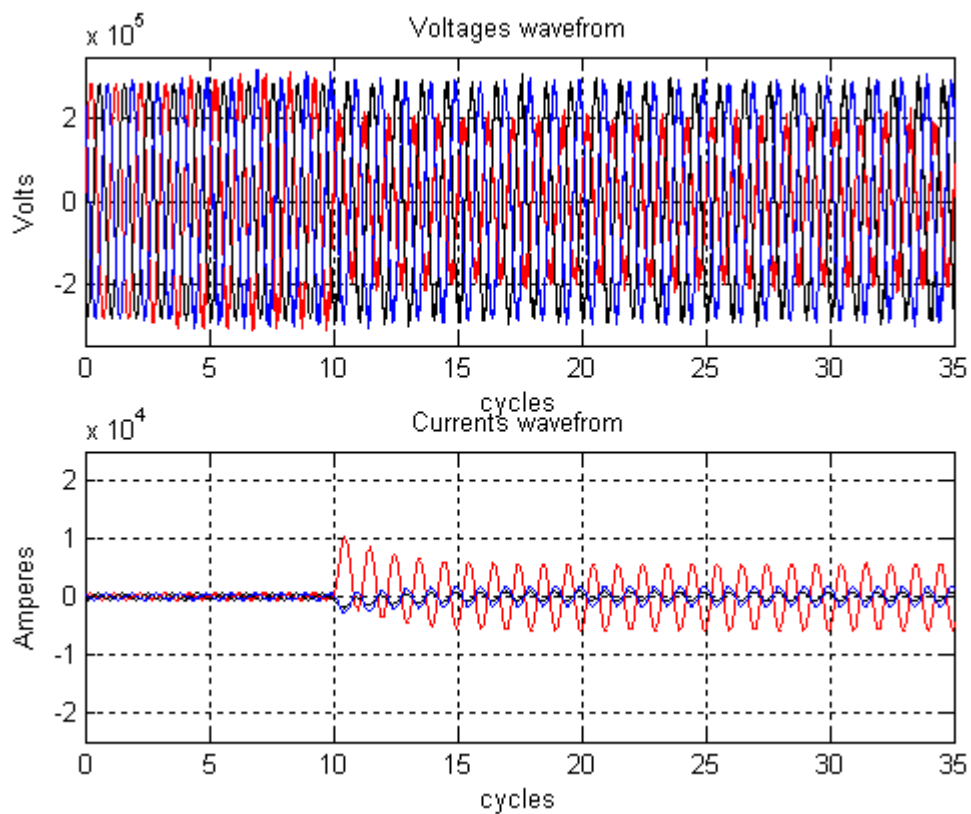 Voltages wavefrom
x 10^5
Volts
2
0
-2
0 5 10 15 20 25 30 35
cycles
Currents wavefrom
x 10^4
Amperes
2
1
0
-1
-2
0 5 10 15 20 25 30 35
cycles